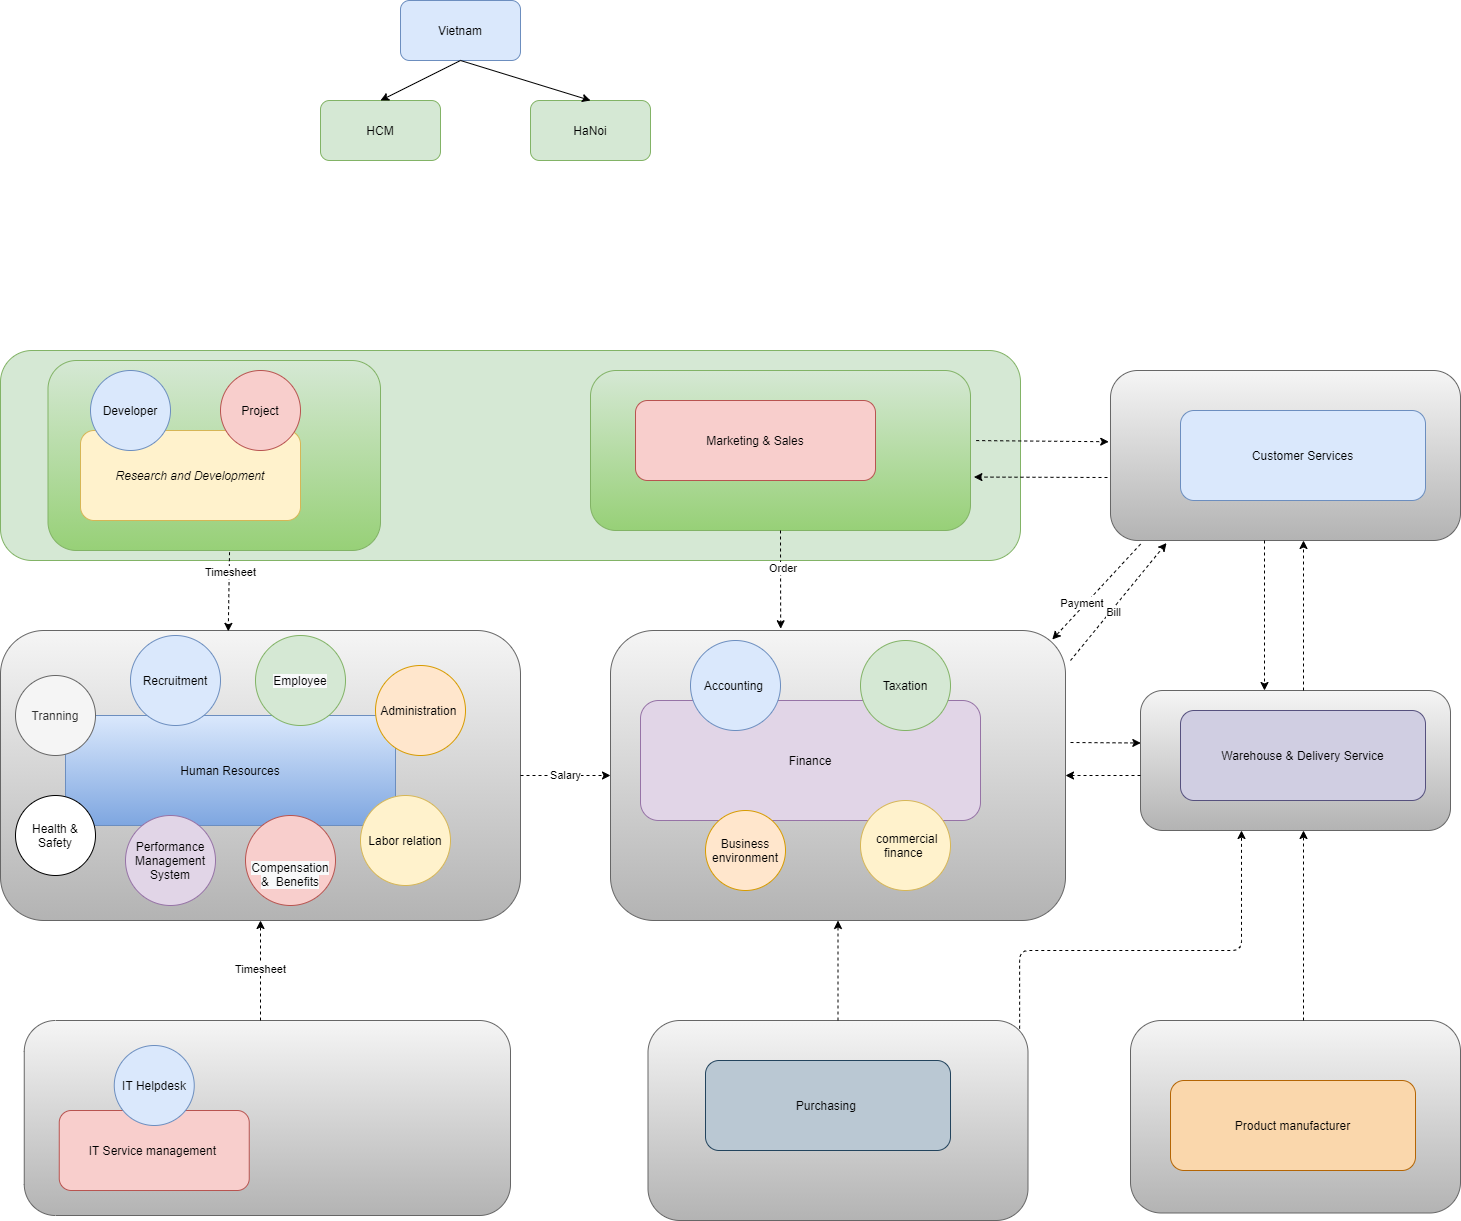 Vietnam
HCM
HaNoi
Developer
Project
Research and Development
Marketing & Sales
Customer Services
Timesheet
Order
Payment
Bill
Recruitment
Employee
Tranning
Administration
Human Resources
Health &
Safety
Performance
Management
System
Compensation
& Benefits
Labor relation
Salary
Accounting
Taxation
Finance
Business
environment
commercial
finance
Warehouse & Delivery Service
Timesheet
IT Helpdesk
IT Service management
Purchasing
Product manufacturer